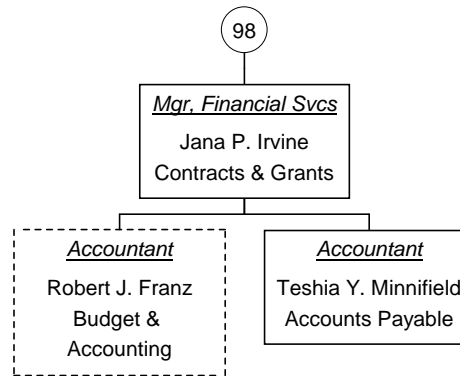 98
Mgr, Financial Svcs
Jana P. Irvine
Contracts & Grants
Accountant
Robert J. Franz
Budget &
Accounting
Accountant
Teshia Y. Minnifield
Accounts Payable